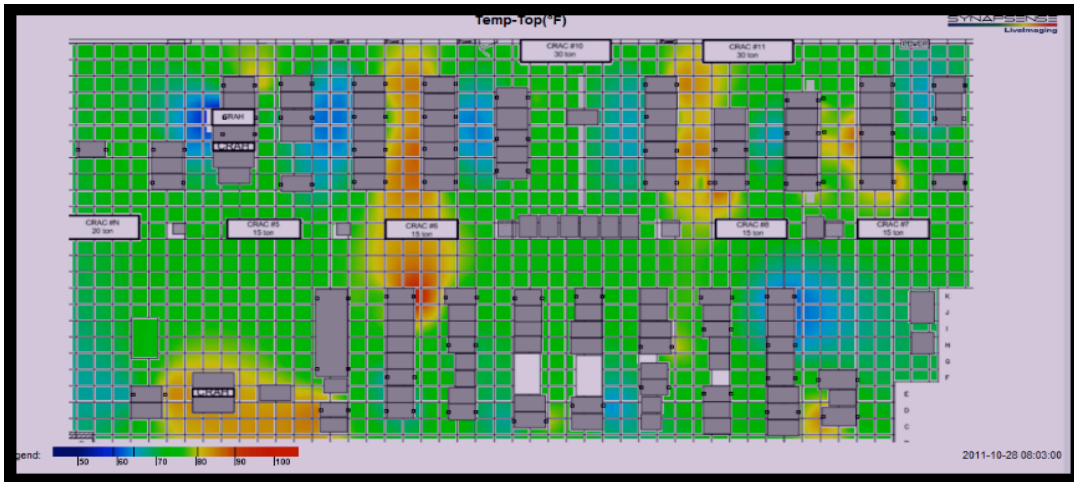 Temp-Top(°F)
SYNAPSENSE
LiveImaging
CRAC #10
30 ton
CRAC #11
30 ton
CRAH
CRAH
CRAC #N
20 ton
CRAC #5
15 ton
CRAC #6
15 ton
15 ton
CRAC #7
15 ton
K
J
I
H
G
F
CRAH
E
D
C
gend:
50
60
70
80
90
100
2011-10-28 08:03:00